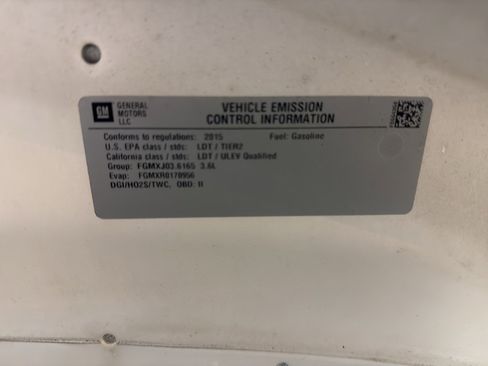 GM GENERAL MOTORS LLC
VEHICLE EMISSION
CONTROL INFORMATION
Conforms to regulations: 2015 Fuel: Gasoline
U.S. EPA class / stds: LDT / TIER2
California class / stds: LDT / ULEV Qualified
Group: FGMXJ03.6165 3.6L
Evap: FGMXR0178956
DGI/HO2S/TWC, OBD: II